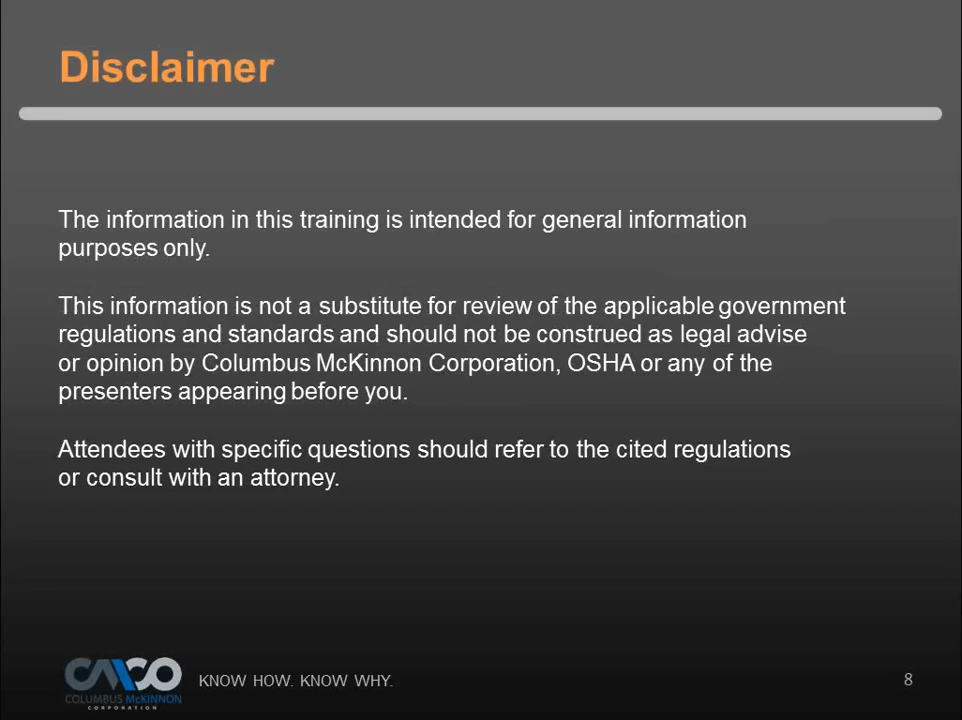 Disclaimer
The information in this training is intended for general information
purposes only.
This information is not a substitute for review of the applicable government
regulations and standards and should not be construed as legal advise
or opinion by Columbus McKinnon Corporation, OSHA or any of the
presenters appearing before you.
Attendees with specific questions should refer to the cited regulations
or consult with an attorney.
CMCO
COLUMBUS McKINNON
CORPORATION
KNOW HOW. KNOW WHY.
8